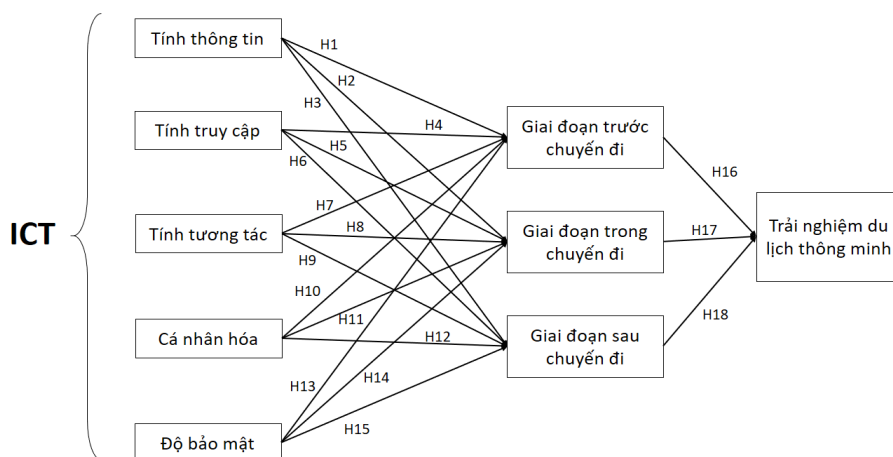 ICT
Tính thông tin
Tính truy cập
Tính tương tác
Cá nhân hóa
Độ bảo mật
H1
H2
H3
H4
H5
H6
H7
H8
H9
H10
H11
H12
H13
H14
H15
Giai đoạn trước
chuyến đi
Giai đoạn trong
chuyến đi
Giai đoạn sau
chuyến đi
H16
H17
H18
Trải nghiệm du
lịch thông minh